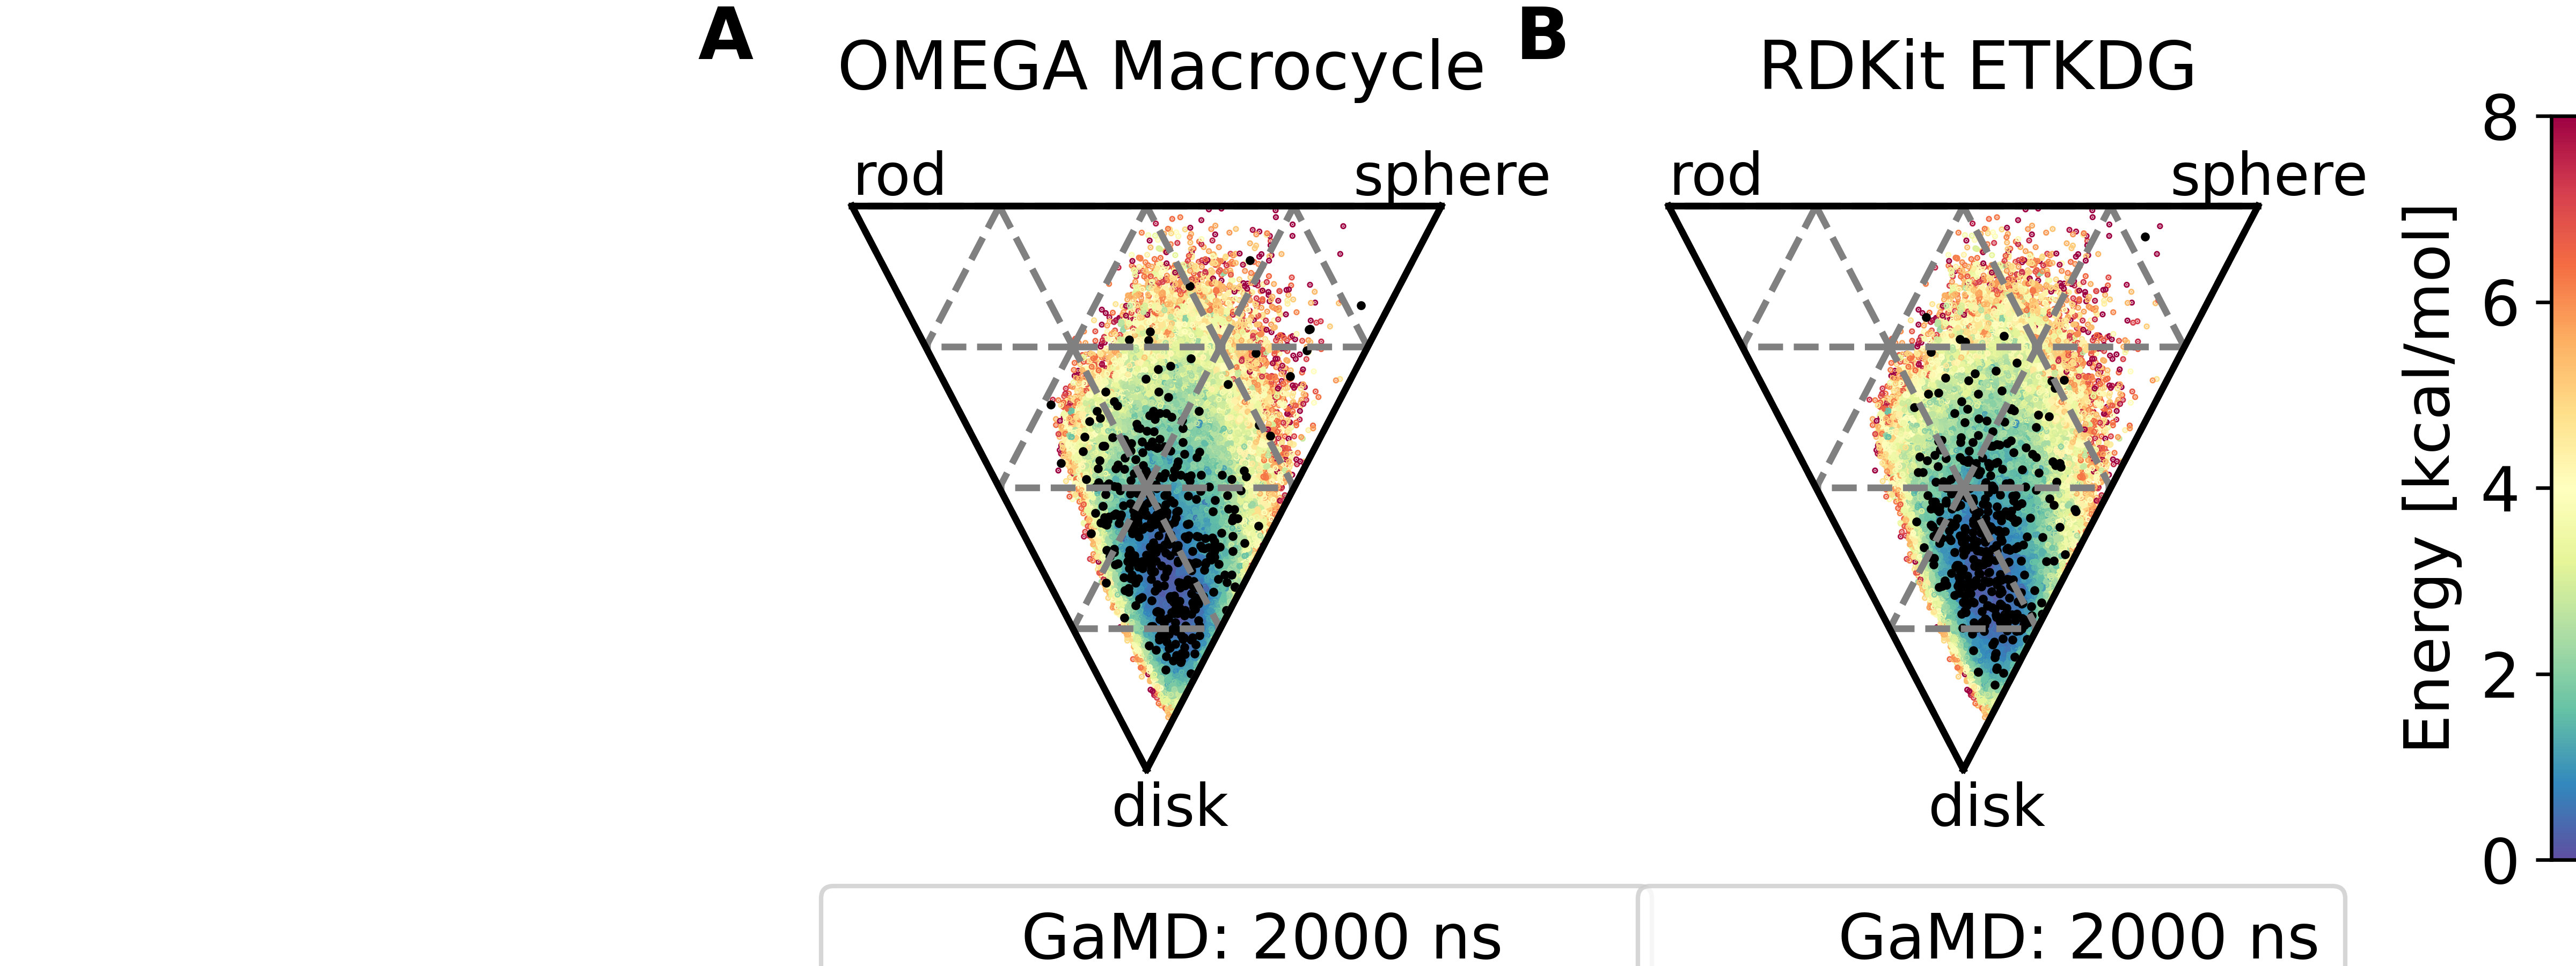 A
OMEGA Macrocycle
rod
sphere
disk
GaMD: 2000 ns
B
RDKit ETKDG
rod
sphere
disk
GaMD: 2000 ns
Energy [kcal/mol]
8
6
4
2
0